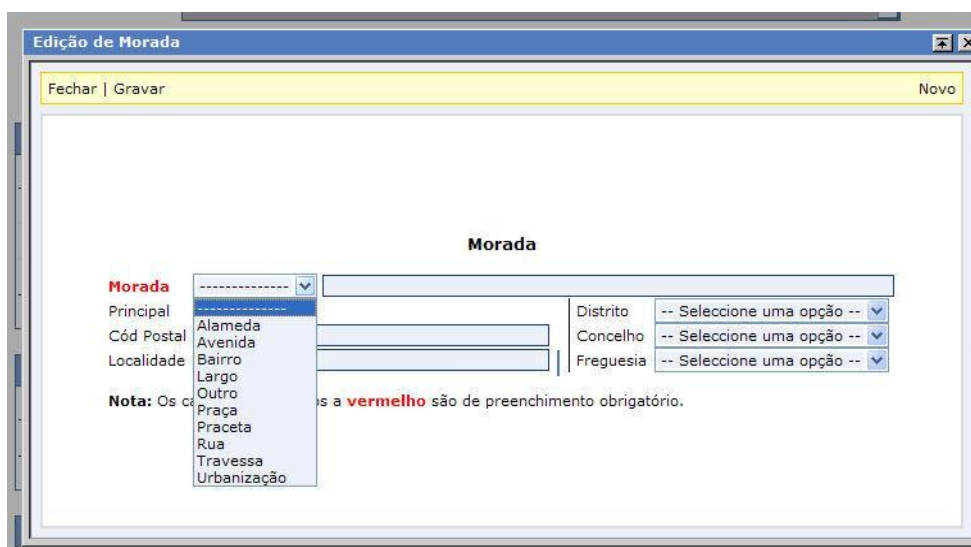 Edição de Morada
Fechar | Gravar
Novo
Morada
Morada --------------
Principal
Cód Postal
Localidade
--------------
Alameda
Avenida
Bairro
Largo
Outro
Praça
Praceta
Rua
Travessa
Urbanização
Distrito -- Seleccione uma opção --
Concelho -- Seleccione uma opção --
Freguesia -- Seleccione uma opção --
Nota: Os a vermelho são de preenchimento obrigatório.